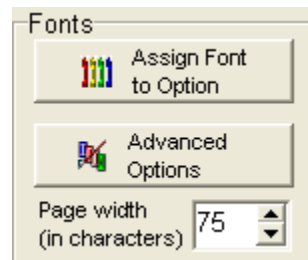 Fonts
Assign Font
to Option
Advanced
Options
Page width
(in characters) 75